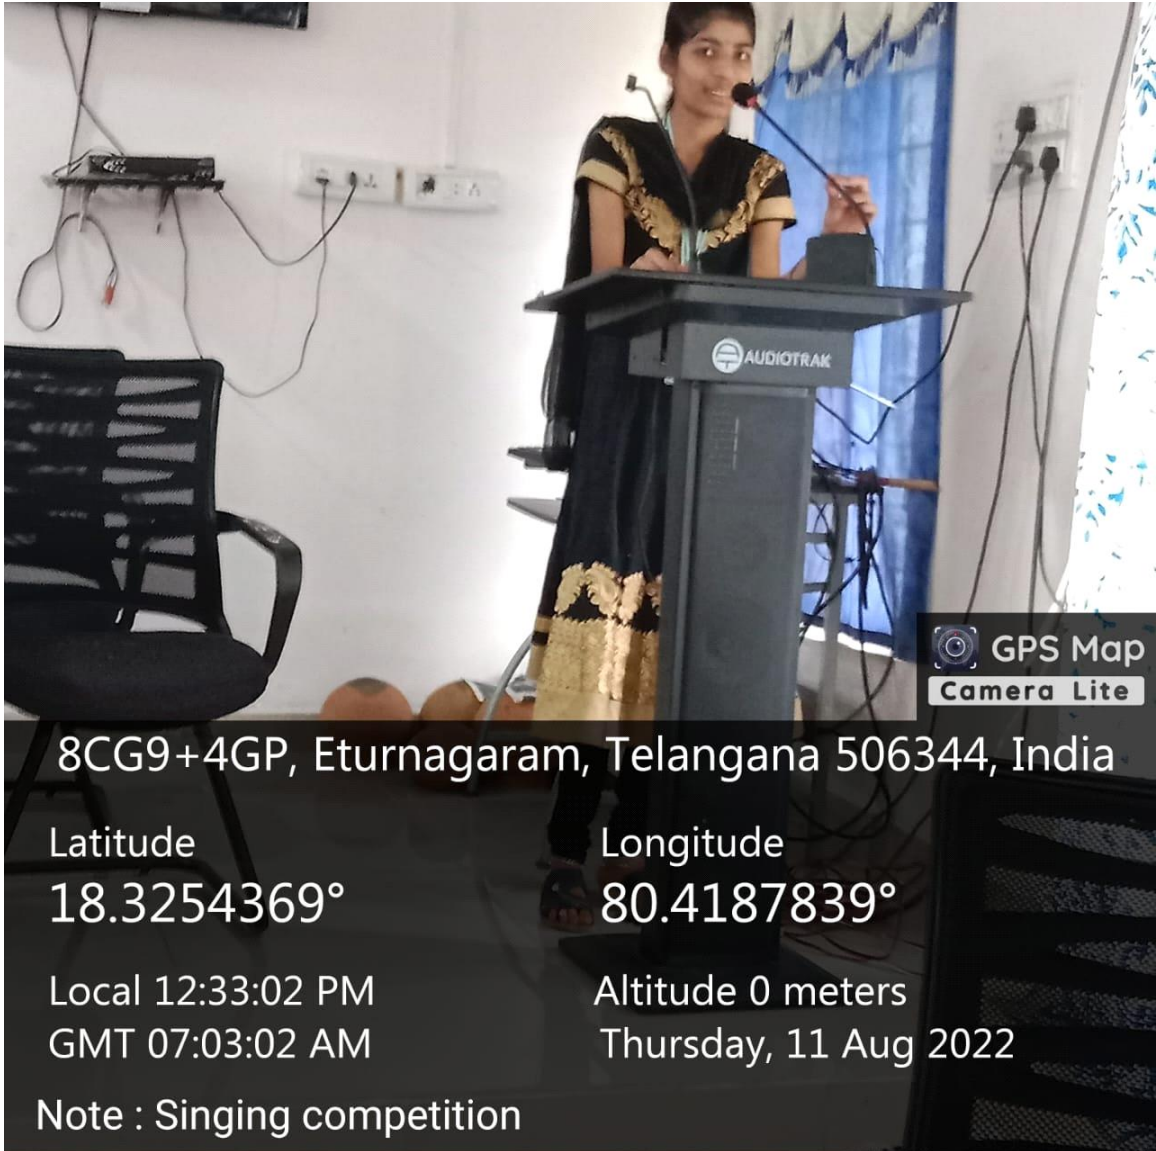 AUDIOTRAK
GPS Map
Camera Lite
8CG9+4GP, Eturnagaram, Telangana 506344, India
Latitude
18.3254369°
Longitude
80.4187839°
Local 12:33:02 PM
GMT 07:03:02 AM
Altitude 0 meters
Thursday, 11 Aug 2022
Note : Singing competition